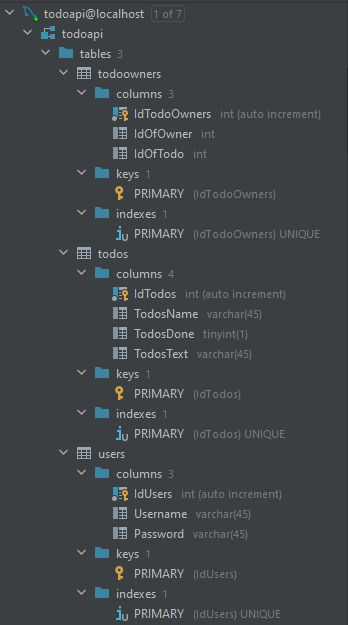 todoapi@localhost 1 of 7
todoapi
tables 3
todoowners
columns 3
IdTodoOwners int (auto increment)
IdOfOwner int
IdOfTodo int
keys 1
PRIMARY (IdTodoOwners)
indexes 1
PRIMARY (IdTodoOwners) UNIQUE
todos
columns 4
IdTodos int (auto increment)
TodosName varchar(45)
TodosDone tinyint(1)
TodosText varchar(45)
keys 1
PRIMARY (IdTodos)
indexes 1
PRIMARY (IdTodos) UNIQUE
users
columns 3
IdUsers int (auto increment)
Username varchar(45)
Password varchar(45)
keys 1
PRIMARY (IdUsers)
indexes 1
PRIMARY (IdUsers) UNIQUE